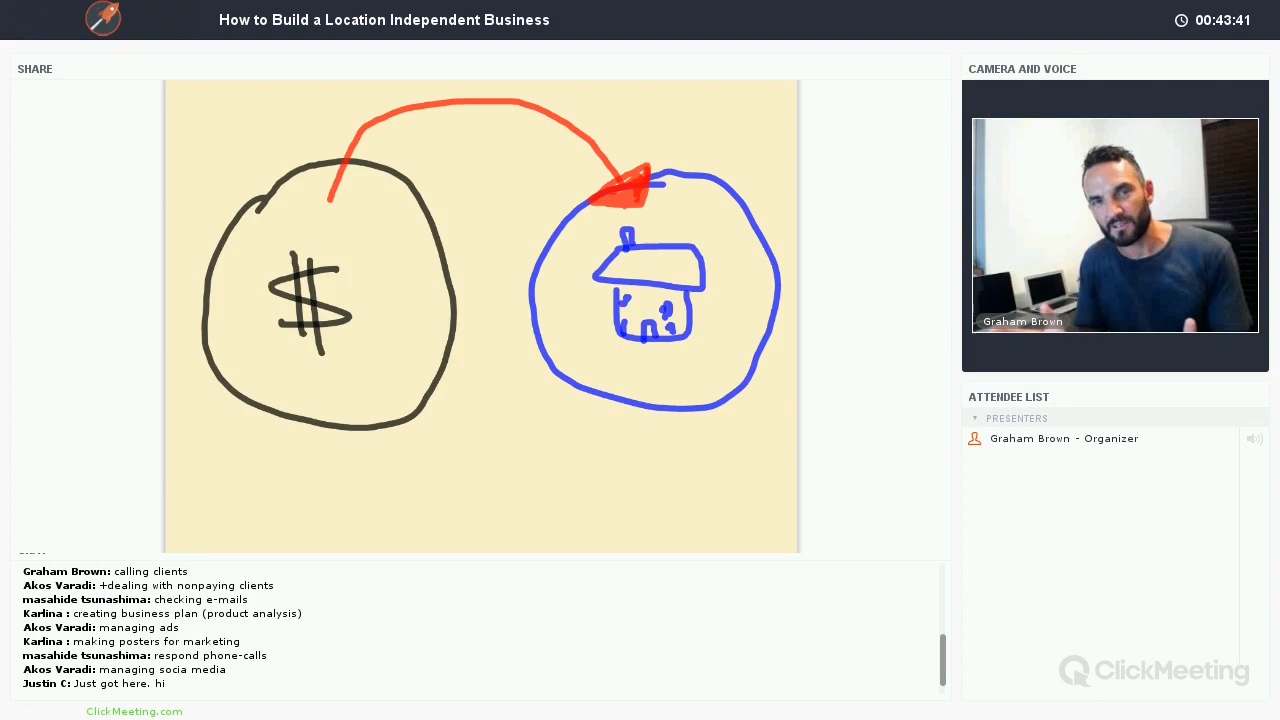 How to Build a Location Independent Business
00:43:41
SHARE
CAMERA AND VOICE
$
Graham Brown
ATTENDEE LIST
PRESENTERS
Graham Brown - Organizer
Graham Brown: calling clients
Akos Varadi: +dealing with nonpaying clients
masahide tsunashima: checking e-mails
Karlina : creating business plan (product analysis)
Akos Varadi: managing ads
Karlina : making posters for marketing
masahide tsunashima: respond phone-calls
Akos Varadi: managing socia media
Justin C: Just got here. hi
ClickMeeting
ClickMeeting.com